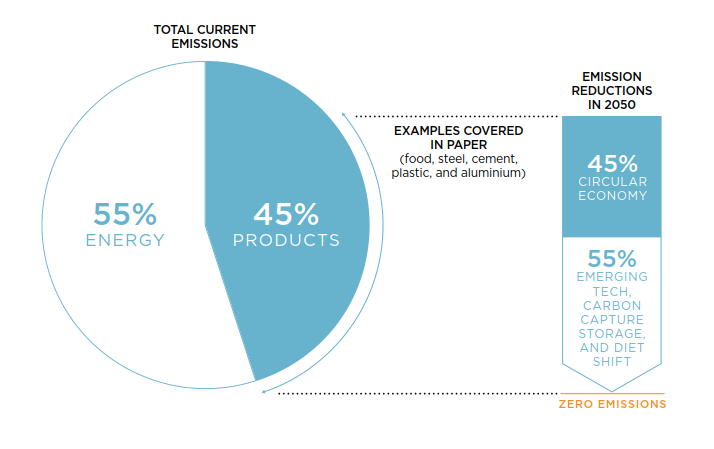 TOTAL CURRENT
EMISSIONS
55%
ENERGY
45%
PRODUCTS
EXAMPLES COVERED
IN PAPER
(food, steel, cement,
plastic, and aluminium)
EMISSION
REDUCTIONS
IN 2050
45%
CIRCULAR
ECONOMY
55%
EMERGING
TECH,
CARBON
CAPTURE
STORAGE,
AND DIET
SHIFT
ZERO EMISSIONS